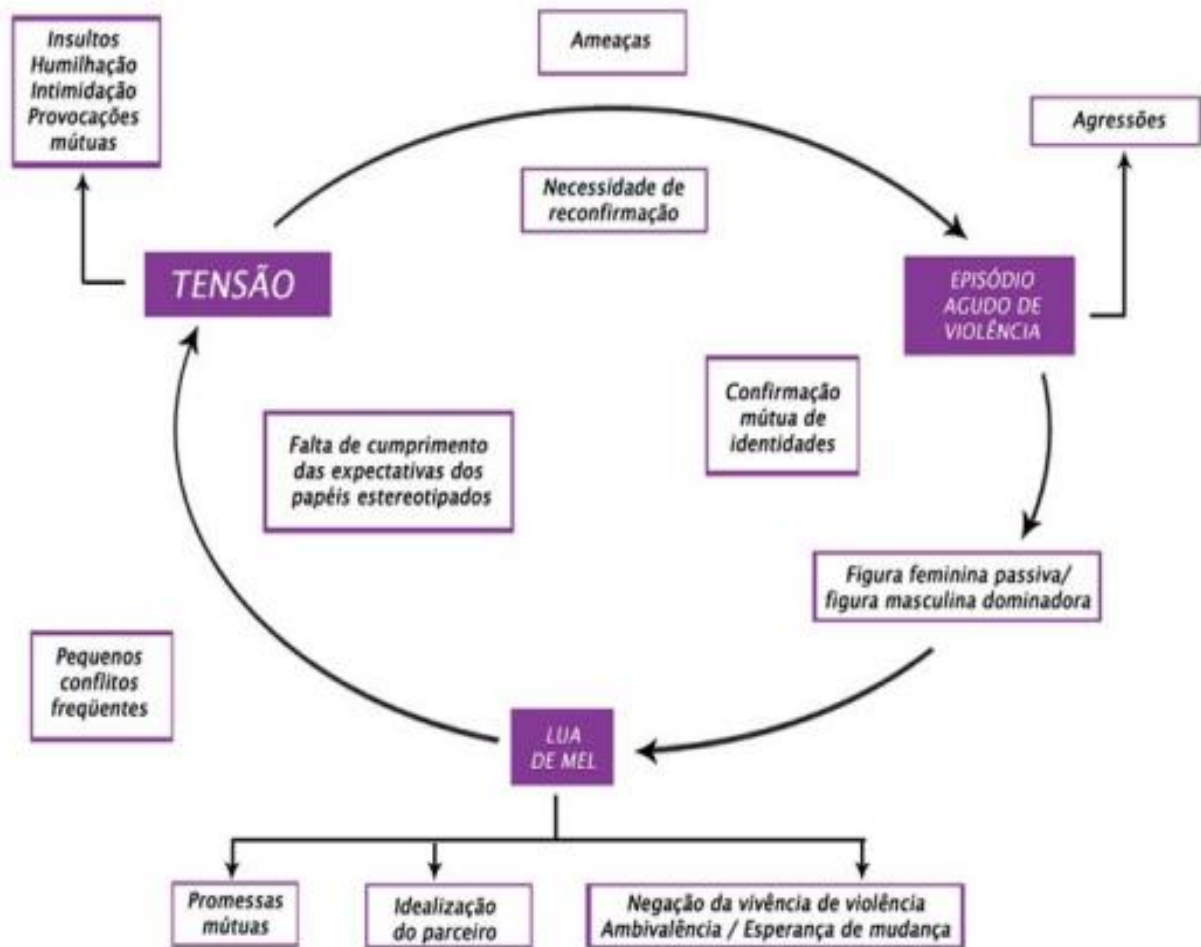 Insultos
Humilhação
Intimidação
Provocações
mútuas
Ameaças
Agressões
Necessidade de
reconfirmação
TENSÃO
EPISÓDIO
AGUDO DE
VIOLÊNCIA
Confirmação
mútua de
identidades
Falta de cumprimento
das expectativas dos
papéis estereotipados
Figura feminina passiva/
figura masculina dominadora
Pequenos
conflitos
freqüentes
LUA
DE MEL
Promessas
mútuas
Idealização
do parceiro
Negação da vivência de violência
Ambivalência / Esperança de mudança